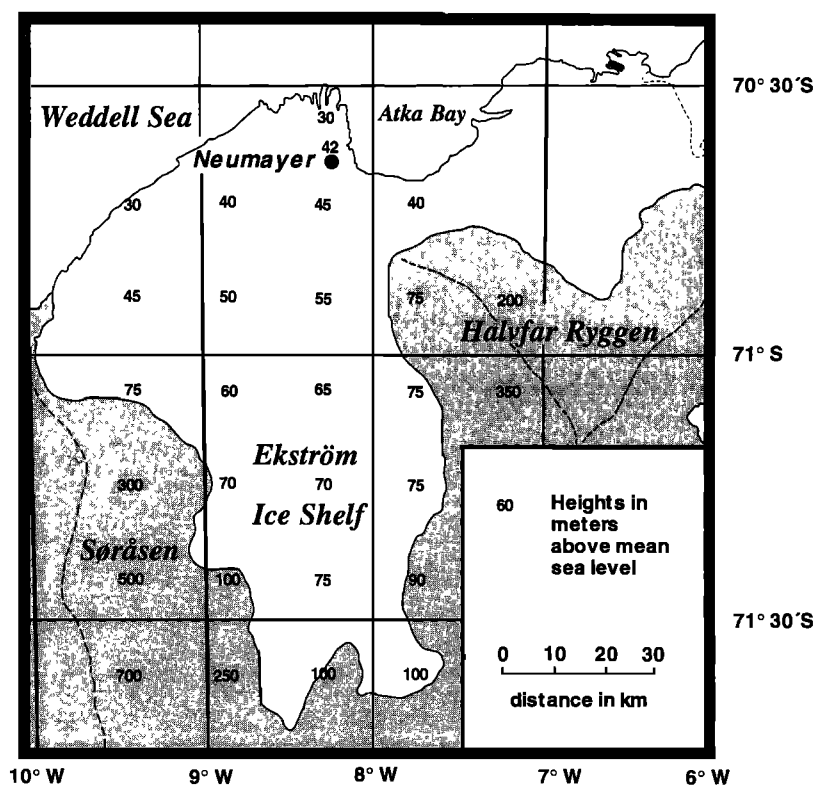 70° 30´S
Weddell Sea
30
Atka Bay
42
Neumayer
30 40 45 40
45 50 55 75 200
Halvfar Ryggen
71° S
75 60 65 75 350
Ekström
300 70 70 75
Ice Shelf
Søråsen
500 100 75 90
71° 30´S
700 250 100 100
60 Heights in
meters
above mean
sea level
0 10 20 30
distance in km
10° W 9° W 8° W 7° W 6° W